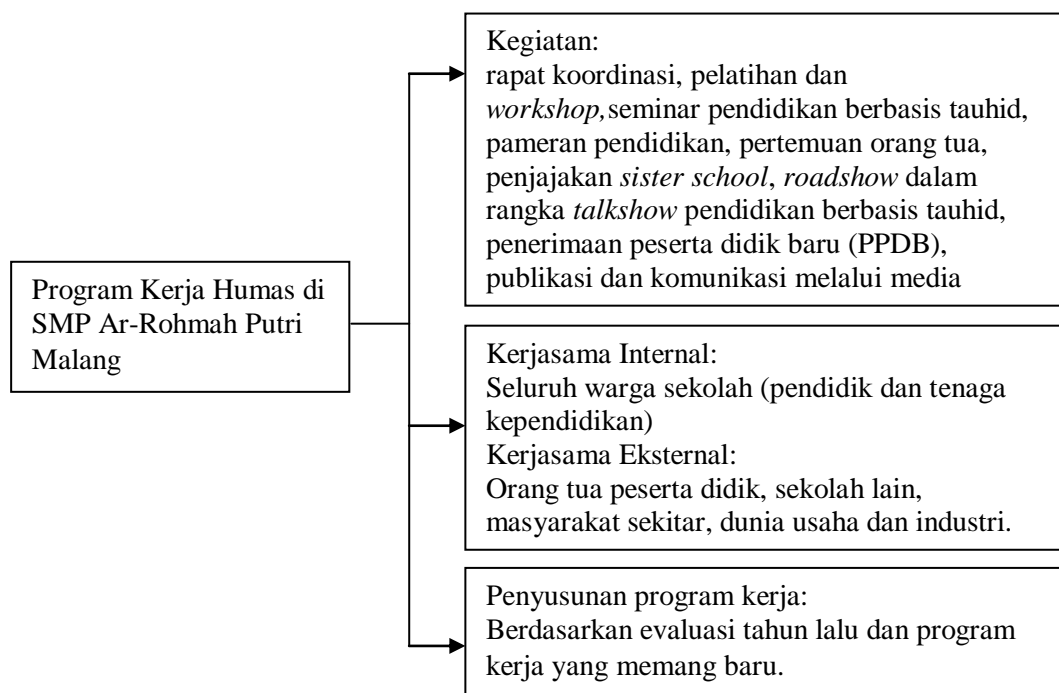 Kegiatan:
rapat koordinasi, pelatihan dan
workshop,seminar pendidikan berbasis tauhid,
pameran pendidikan, pertemuan orang tua,
penjajakan sister school, roadshow dalam
rangka talkshow pendidikan berbasis tauhid,
penerimaan peserta didik baru (PPDB),
publikasi dan komunikasi melalui media
Program Kerja Humas di
SMP Ar-Rohmah Putri
Malang
Kerjasama Internal:
Seluruh warga sekolah (pendidik dan tenaga
kependidikan)
Kerjasama Eksternal:
Orang tua peserta didik, sekolah lain,
masyarakat sekitar, dunia usaha dan industri.
Penyusunan program kerja:
Berdasarkan evaluasi tahun lalu dan program
kerja yang memang baru.